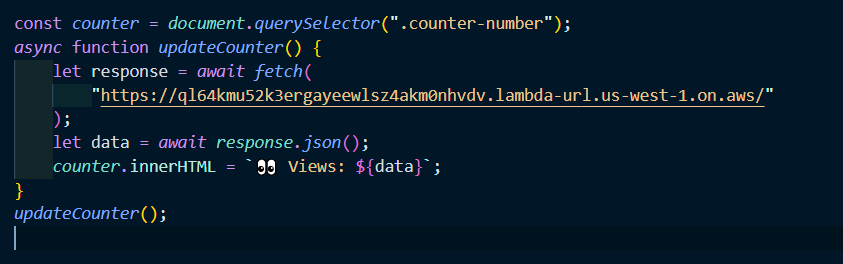 const counter = document.querySelector(".counter-number");
async function updateCounter() {
let response = await fetch(
"https://ql64kmu52k3ergayeewlsz4akm0nhvdv.lambda-url.us-west-1.on.aws/"
);
let data = await response.json();
counter.innerHTML = `👀 Views: ${data}`;
}
updateCounter();